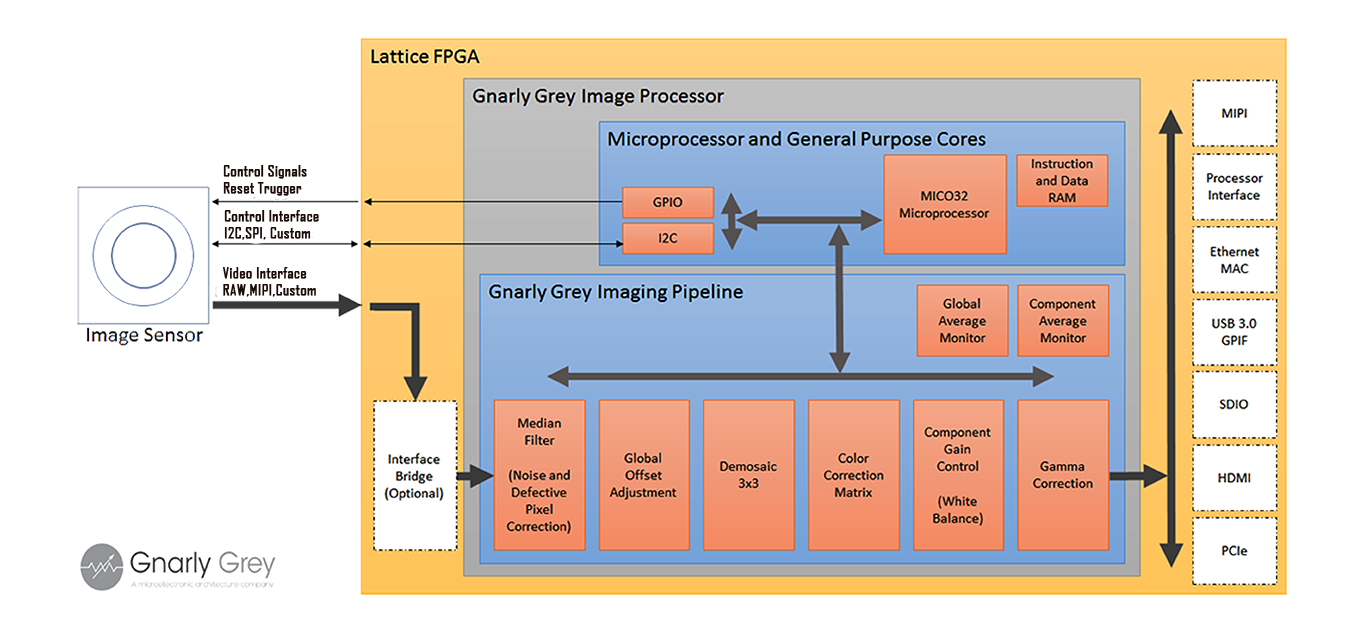 Lattice FPGA
Gnarly Grey Image Processor
Microprocessor and General Purpose Cores
GPIO
I2C
MICO32
Microprocessor
Instruction
and Data
RAM
Control Signals
Reset Trugger
Control Interface
I2C,SPI, Custom
Video Interface
RAW,MIPI,Custom
Image Sensor
Gnarly Grey Imaging Pipeline
Global
Average
Monitor
Component
Average
Monitor
Interface
Bridge
(Optional)
Median
Filter
(Noise and
Defective
Pixel
Correction)
Global
Offset
Adjustment
Demosaic
3x3
Color
Correction
Matrix
Component
Gain
Control
(White
Balance)
Gamma
Correction
MIPI
Processor
Interface
Ethernet
MAC
USB 3.0
GPIF
SDIO
HDMI
PCIe
Gnarly Grey
A microelectronic architecture company